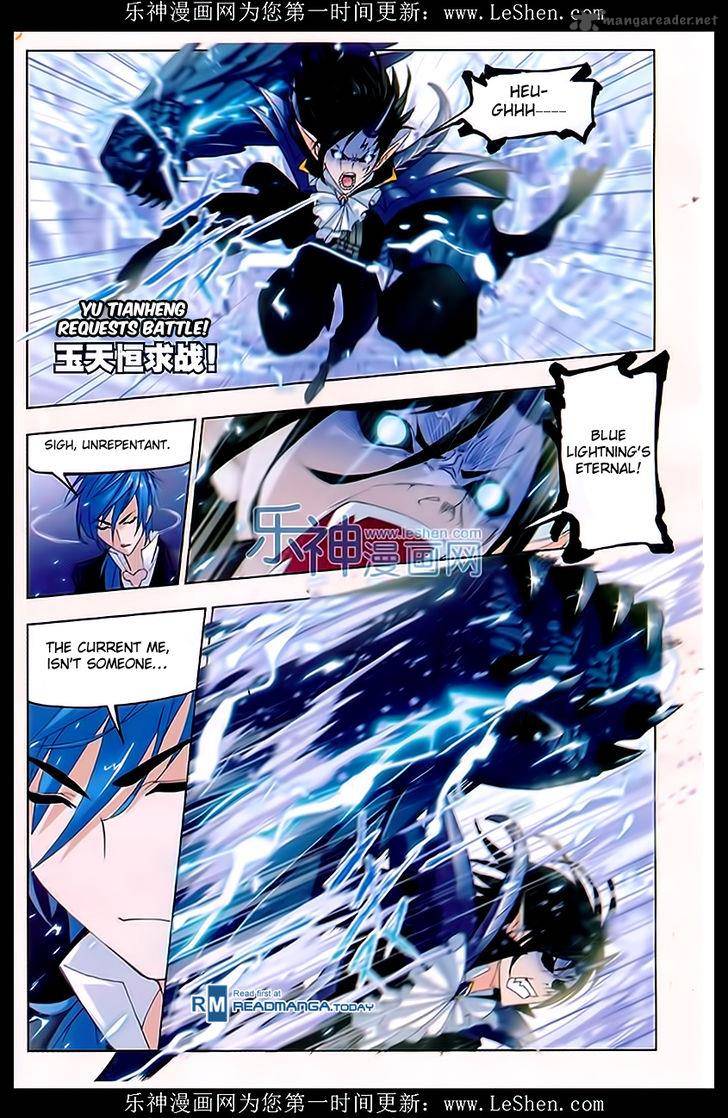 乐神漫画网为您第一时间更新：www.LeShen.com
mangareader.net
HEU-
GHHH----
YU TIANHENG
REQUESTS BATTLE!
玉天恒求战!
SIGH, UNREPENTANT.
BLUE
LIGHTNING'S
ETERNAL!
www.leshen.com
乐神漫画网
THE CURRENT ME,
ISN'T SOMEONE...
RM
Read first at
READMANGA.TODAY
乐神漫画网为您第一时间更新：www.LeShen.com